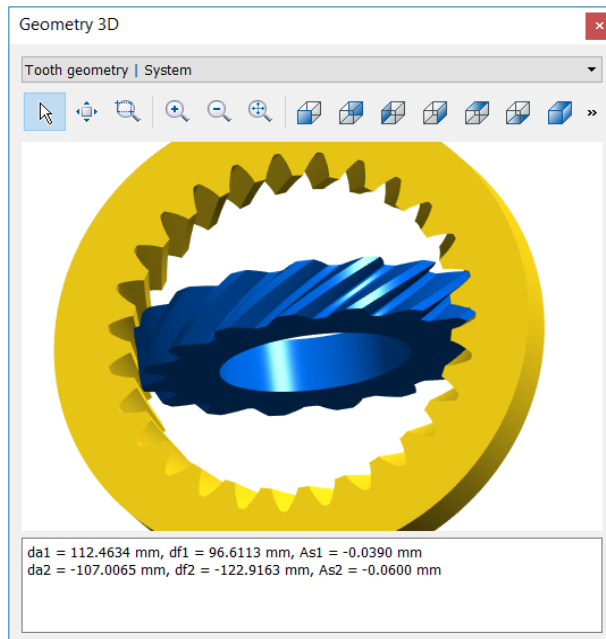 Geometry 3D
Tooth geometry | System
da1 = 112.4634 mm, df1 = 96.6113 mm, As1 = -0.0390 mm
da2 = -107.0065 mm, df2 = -122.9163 mm, As2 = -0.0600 mm